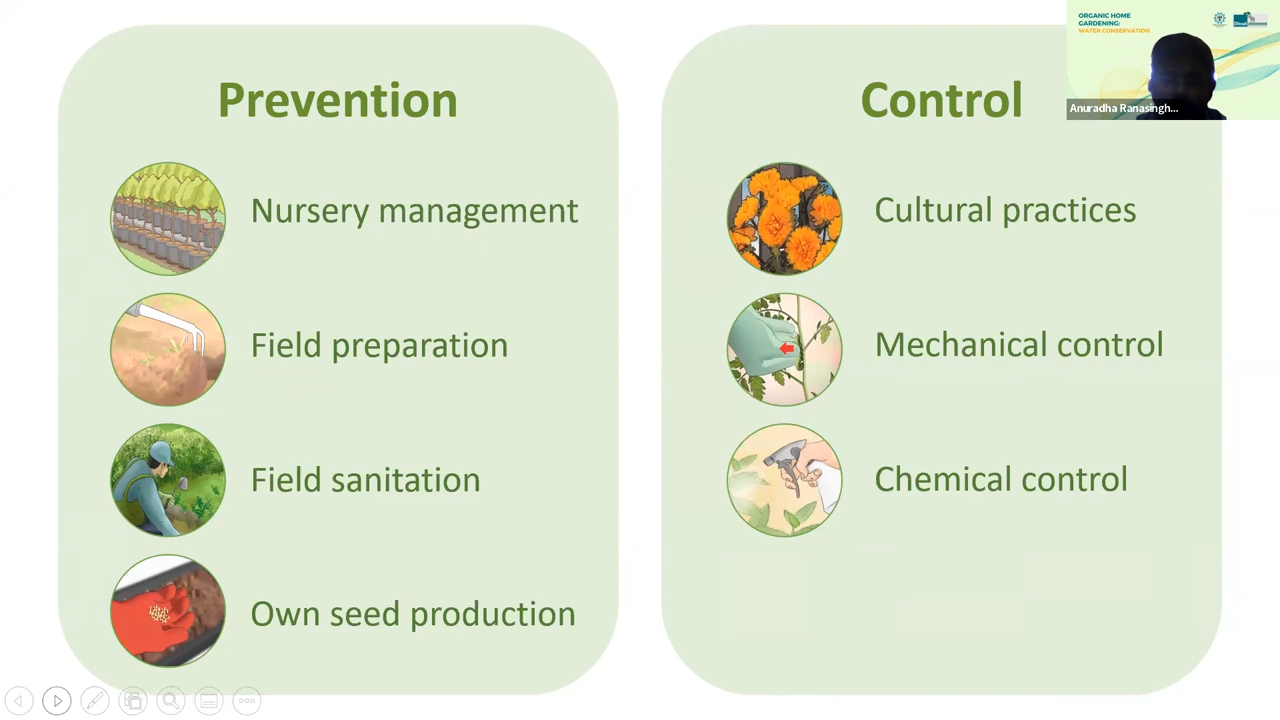 Prevention
Nursery management
Field preparation
Field sanitation
Own seed production
Control
Cultural practices
Mechanical control
Chemical control
ORGANIC HOME
GARDENING:
WATER CONSERVATION
Anuradha Ranasingh...